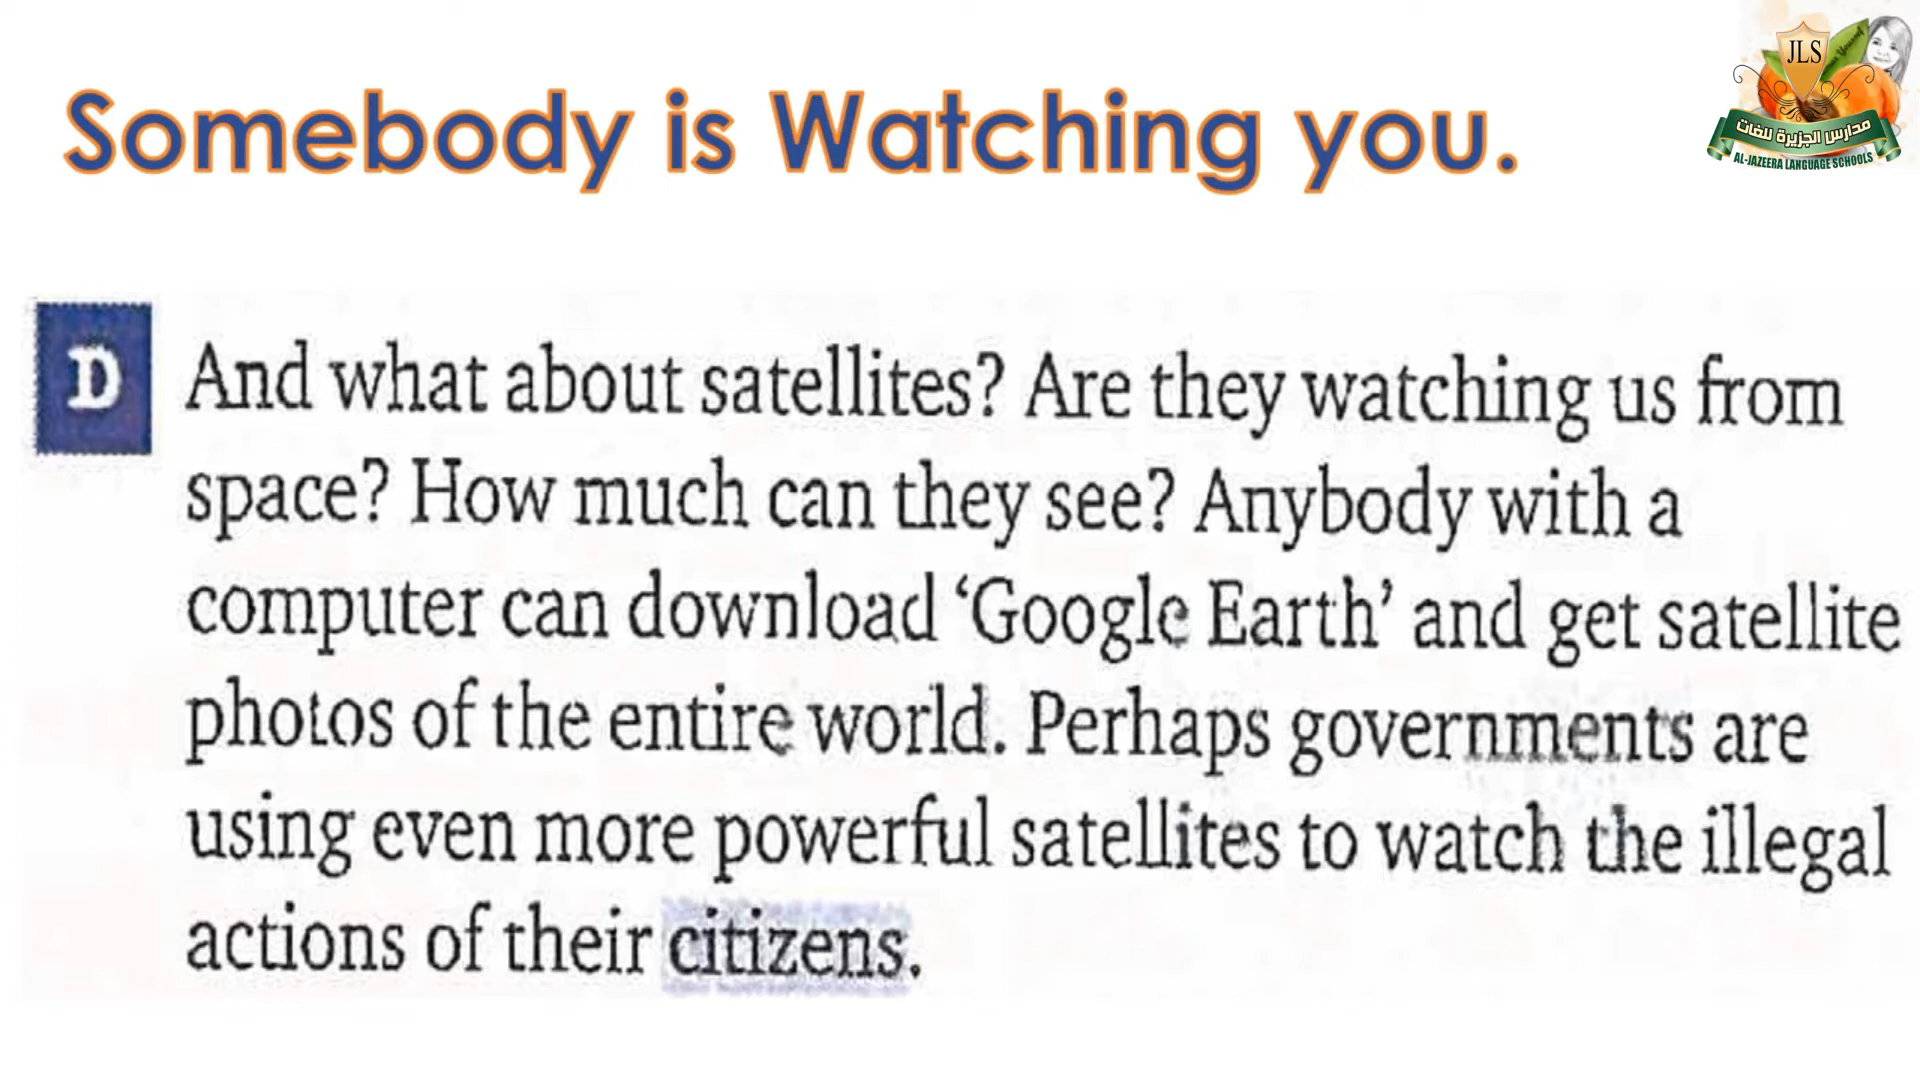 Somebody is Watching you.
JLS
مدارس الجزيرة للغات
AL-JAZEERA LANGUAGE SCHOOLS
D
And what about satellites? Are they watching us from
space? How much can they see? Anybody with a
computer can download ‘Google Earth’ and get satellite
photos of the entire world. Perhaps governments are
using even more powerful satellites to watch the illegal
actions of their citizens.